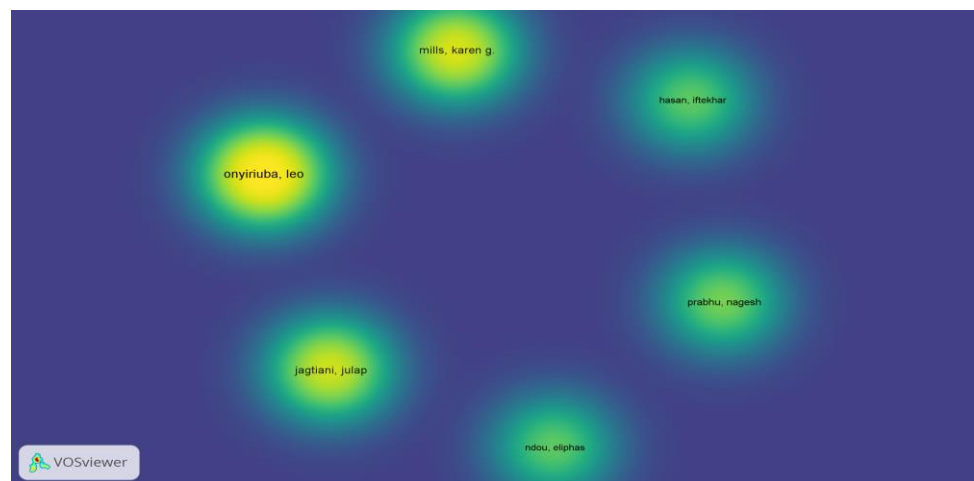 mills, karen g.
hasan, iftekhar
onyiriuba, leo
prabhu, nagesh
jagtiani, julap
ndou, eliphas
VOSviewer